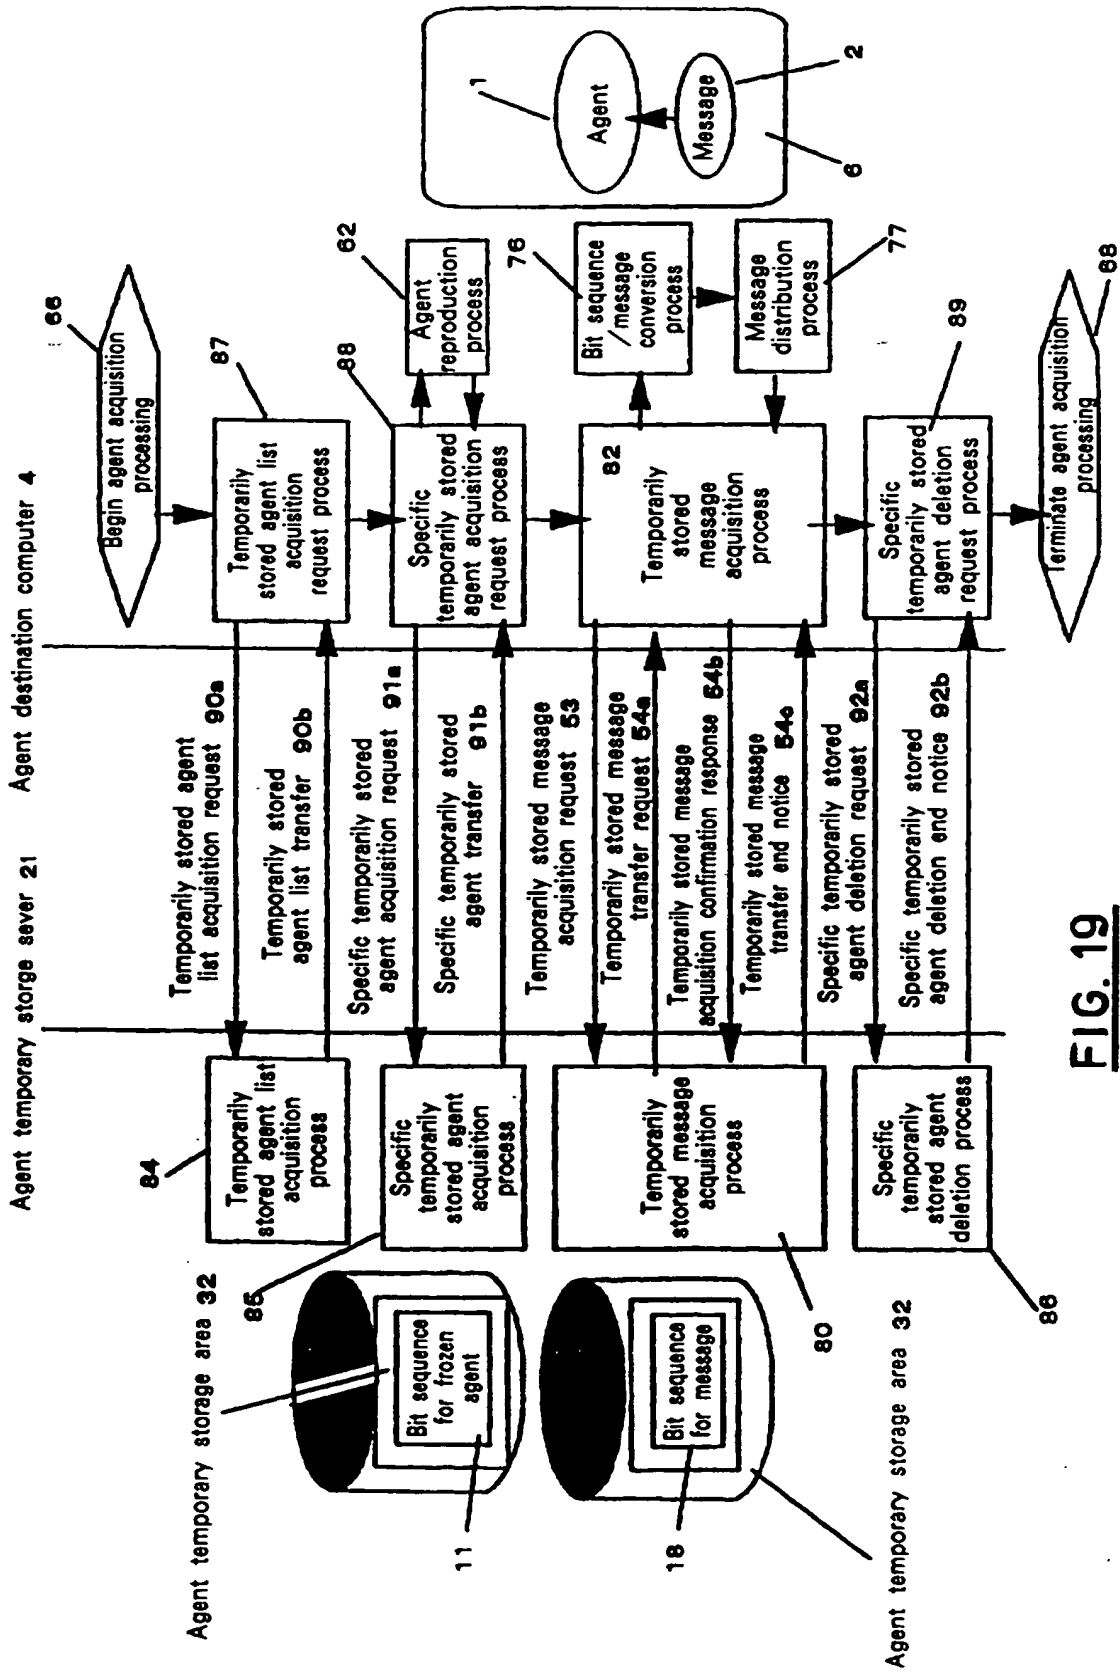 Agent temporary storge sever 21
Agent destination computer 4
66
Begin agent acquisition
processing
84
Temporarily
stored agent list
acquisition
process
Temporarily stored agent
list acquisition request 90a
Temporarily stored
agent list transfer 90b
87
Temporarily
stored agent list
acquisition
request process
Agent temporary storage area 32
85
Bit sequence
for frozen
agent
11
Specific
temporarily
stored agent
acquisition
process
Specific temporarily stored
agent acquisition request 91a
Specific temporarily stored
agent transfer 91b
88
Specific
temporarily stored
agent acquisition
request process
62
Agent
reproduction
process
1
Agent
Message
2
6
Bit sequence
for message
18
Temporarily
stored message
acquisition
process
80
Temporarily stored message
acquisition request 53
Temporarily stored message
transfer request 54a
Temporarily stored message
acquisition confirmation response 54b
Temporarily stored message
transfer end notice 54c
82
Temporarily
stored
message
acquisition
process
76
Bit sequence
/message
conversion
process
Message
distribution
process
77
Agent temporary storage area 32
Specific
temporarily
stored agent
deletion process
86
Specific temporarily stored
agent deletion request 92a
Specific temporarily stored
agent deletion end notice 92b
89
Specific
temporarily stored
agent deletion
request process
Terminate agent acquisition
processing
68
FIG. 19